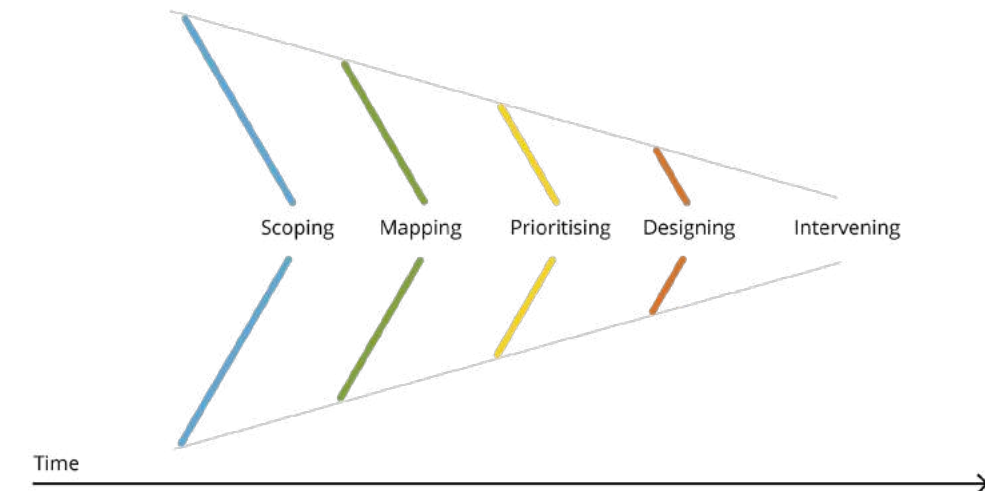 Scoping
Mapping
Prioritising
Designing
Intervening
Time